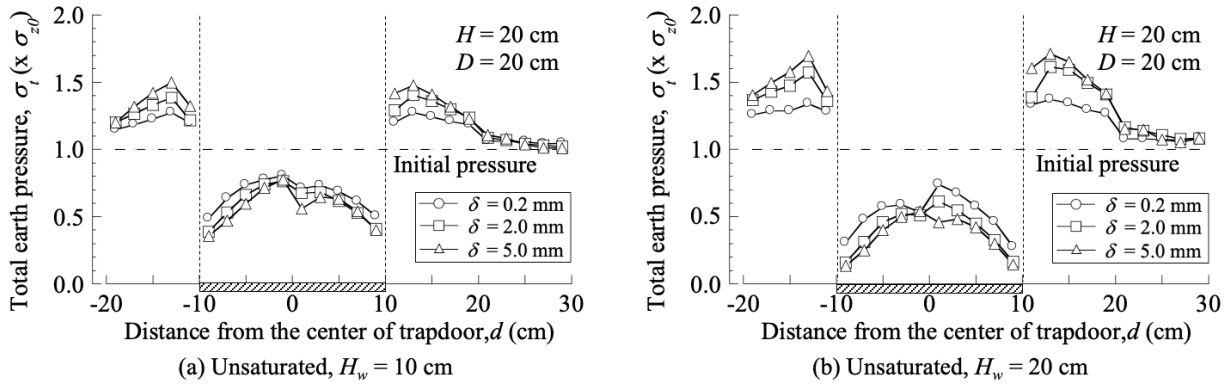 2.0
1.5
1.0
0.5
0.0
Total earth pressure, σt (x σz0)
H = 20 cm
D = 20 cm
Initial pressure
δ = 0.2 mm
δ = 2.0 mm
δ = 5.0 mm
-20 -10 0 10 20 30
Distance from the center of trapdoor,d (cm)
(a) Unsaturated, Hw = 10 cm
2.0
1.5
1.0
0.5
0.0
Total earth pressure, σt (x σz0)
H = 20 cm
D = 20 cm
Initial pressure
δ = 0.2 mm
δ = 2.0 mm
δ = 5.0 mm
-20 -10 0 10 20 30
Distance from the center of trapdoor,d (cm)
(b) Unsaturated, Hw = 20 cm